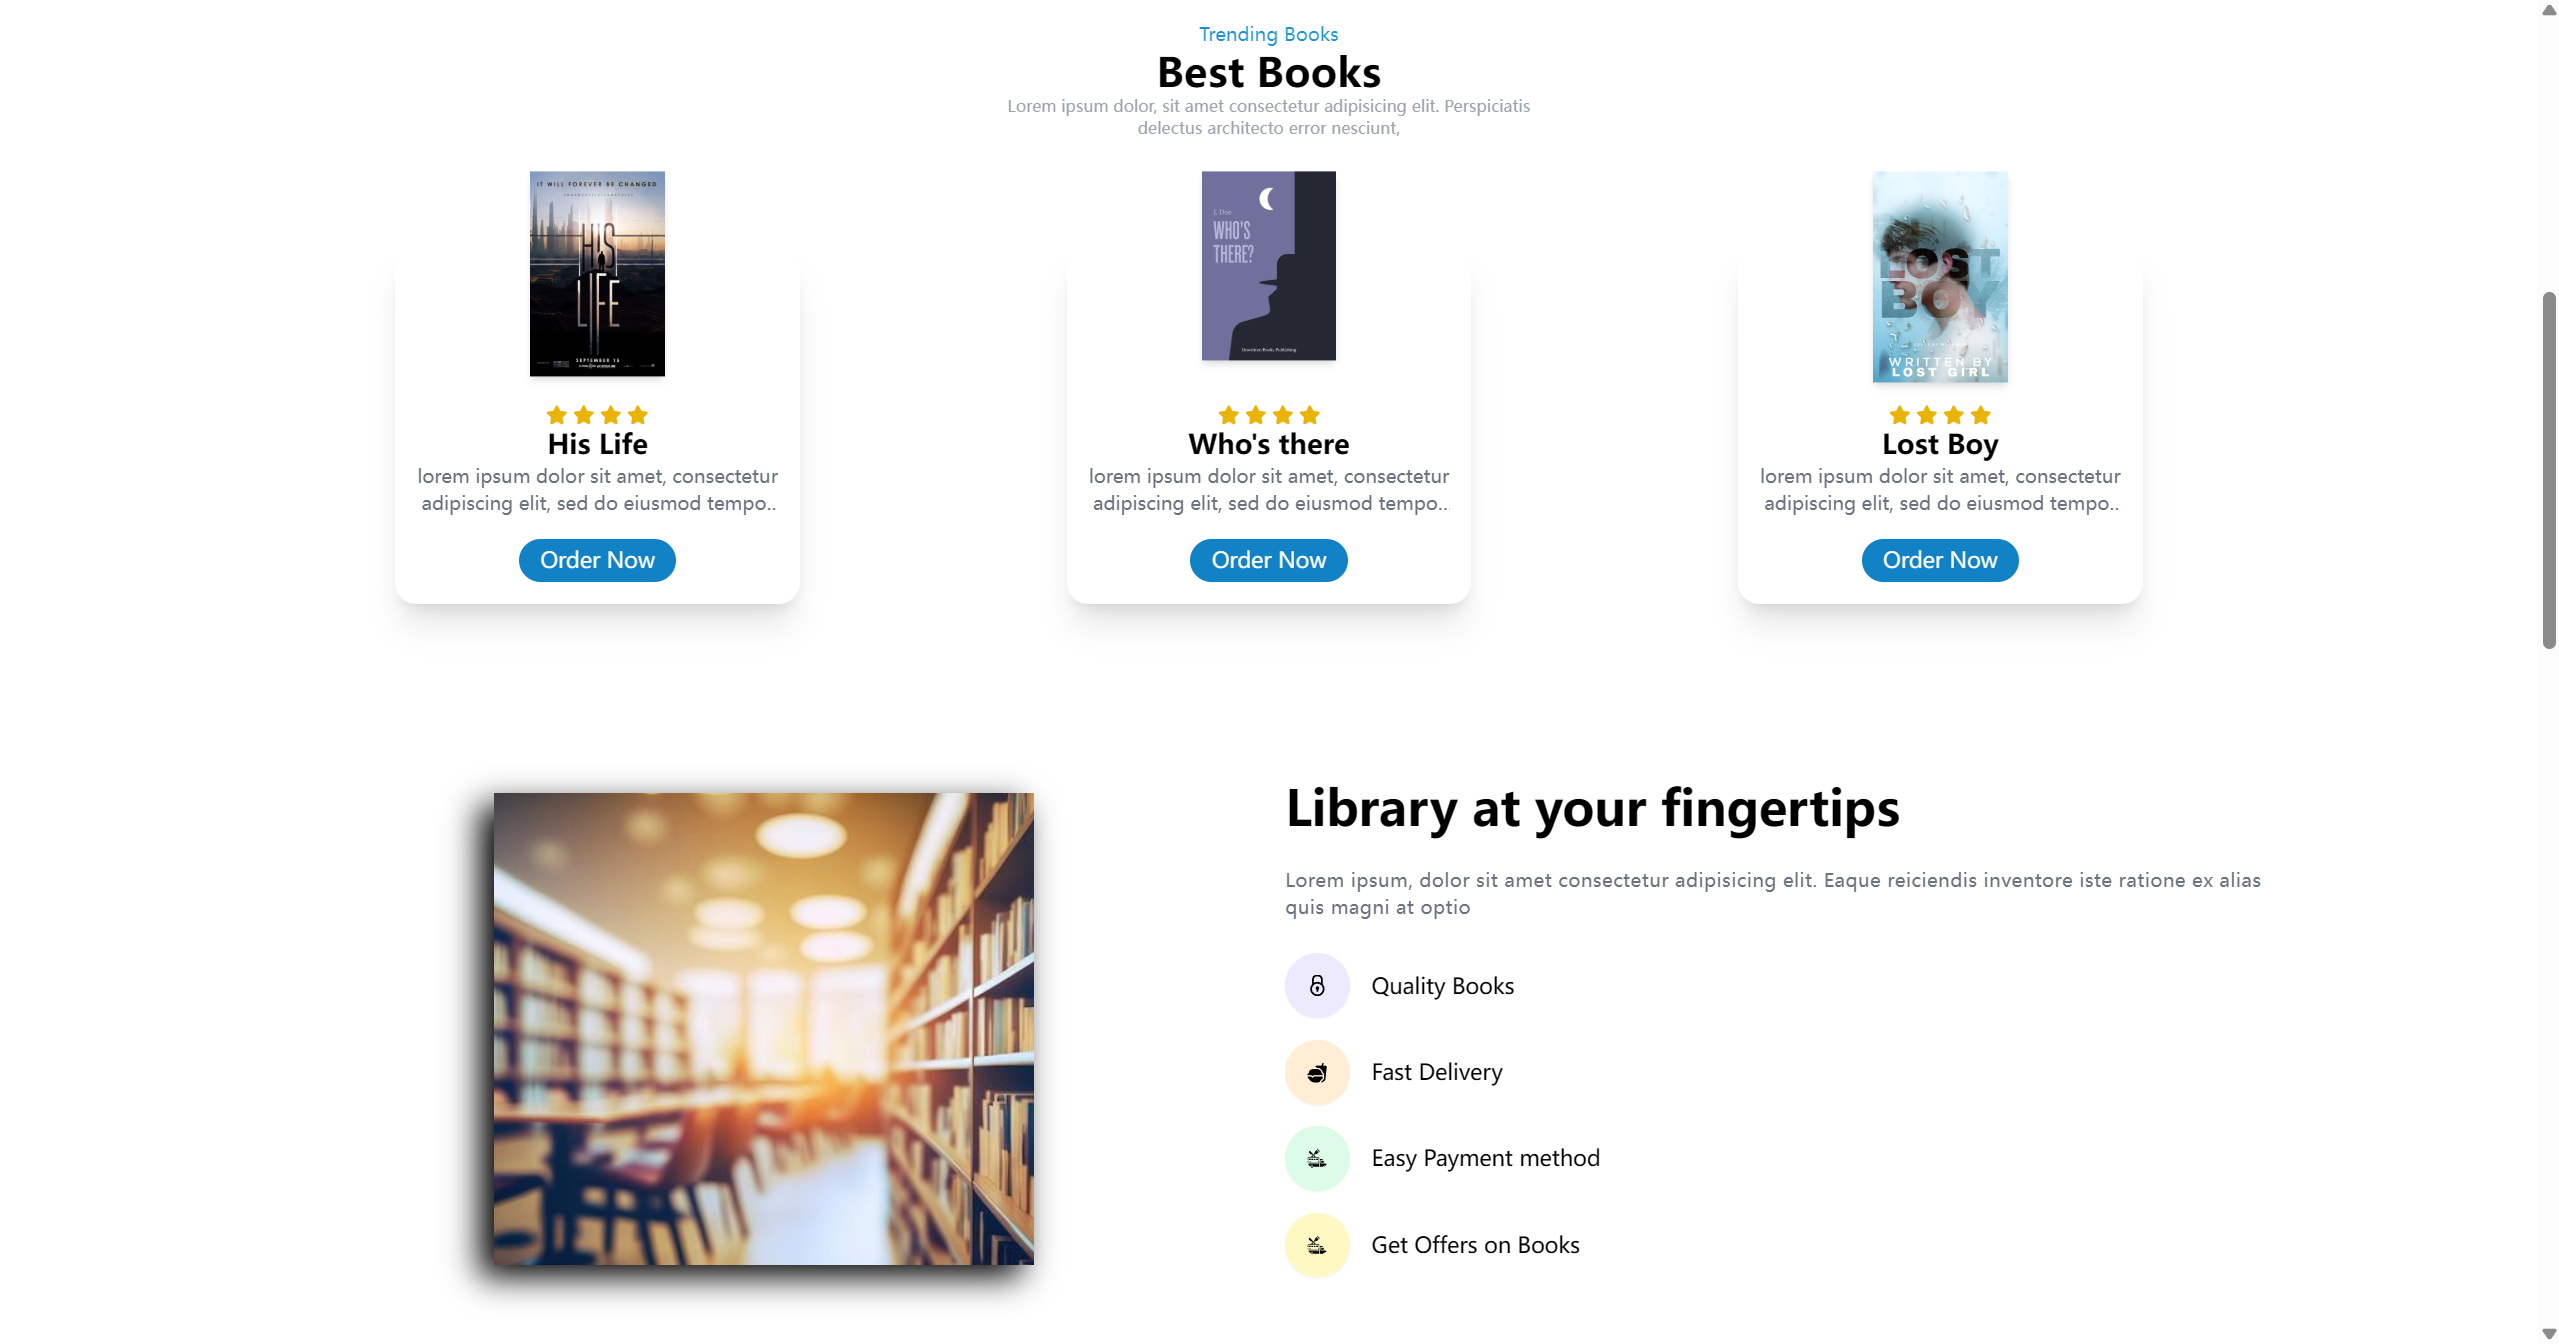 Trending Books
Best Books
Lorem ipsum dolor, sit amet consectetur adipisicing elit. Perspiciatis
delectus architecto error nesciunt,
IT WILL FOREVER BE CHANGED
HIS
LIFE
SEPTEMBER 15
J. Doe
WHO'S
THERE?
Unwritten Books Publishing
LOST
BOY
WRITTEN BY
LOST GIRL
His Life
lorem ipsum dolor sit amet, consectetur
adipiscing elit, sed do eiusmod tempo..
Order Now
Who's there
lorem ipsum dolor sit amet, consectetur
adipiscing elit, sed do eiusmod tempo...
Order Now
Lost Boy
lorem ipsum dolor sit amet, consectetur
adipiscing elit, sed do eiusmod tempo..
Order Now
Library at your fingertips
Lorem ipsum, dolor sit amet consectetur adipisicing elit. Eaque reiciendis inventore iste ratione ex alias
quis magni at optio
Quality Books
Fast Delivery
Easy Payment method
Get Offers on Books